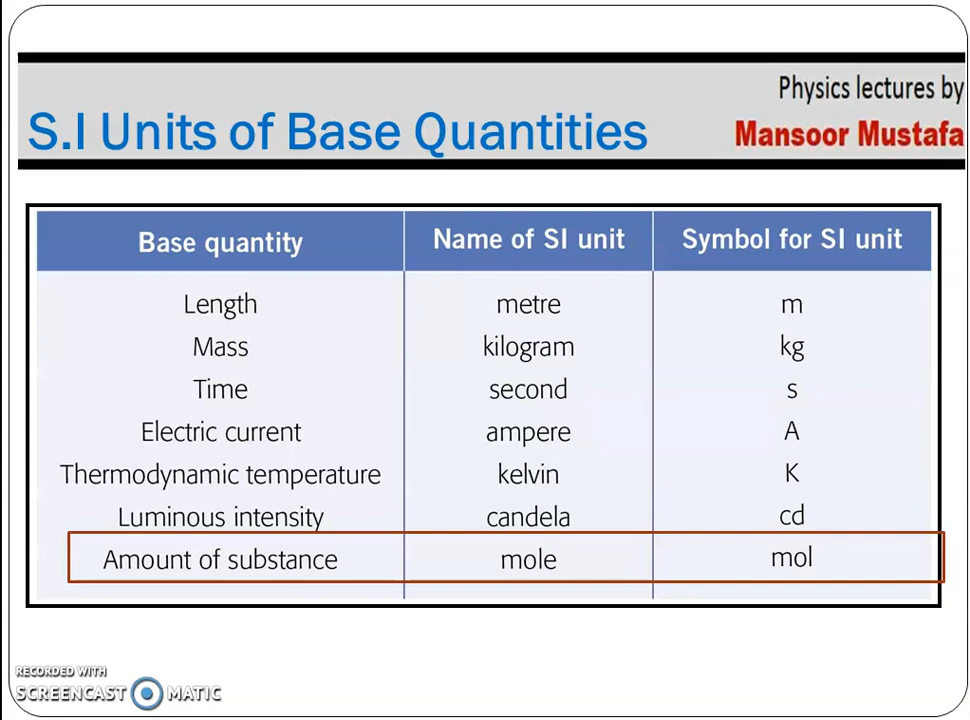 Physics lectures by
S.I Units of Base Quantities
Mansoor Mustafa
Base quantity Name of SI unit Symbol for SI unit
Length metre m
Mass kilogram kg
Time second s
Electric current ampere A
Thermodynamic temperature kelvin K
Luminous intensity candela cd
Amount of substance mole mol
RECORDED WITH
SCREENCAST MATIC